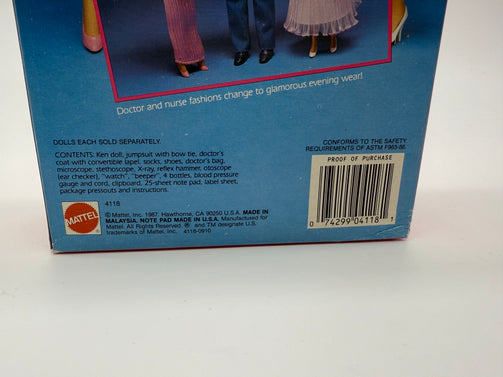 Doctor and nurse fashions change to glamorous evening wear!
DOLLS EACH SOLD SEPARATELY.
CONTENTS: Ken doll, jumpsuit with bow tie, doctor's
coat with convertible lapel, socks, shoes, doctor's bag,
microscope, stethoscope, X-ray, reflex hammer, otoscope
(ear checker), "watch", "beeper", 4 bottles, blood pressure
gauge and cord, clipboard, 25-sheet note pad, label sheet,
package pressouts and instructions.
CONFORMS TO THE SAFETY
REQUIREMENTS OF ASTM F963-86.
PROOF OF PURCHASE
0 74299 04118 1
4118
MATTEL
© Mattel, Inc. 1987. Hawthorne, CA 90250 U.S.A. MADE IN
MALAYSIA. NOTE PAD MADE IN U.S.A. Manufactured for
Mattel, Inc. All Rights Reserved. ® and TM designate U.S.
Trademarks of Mattel, Inc. 4118-0910